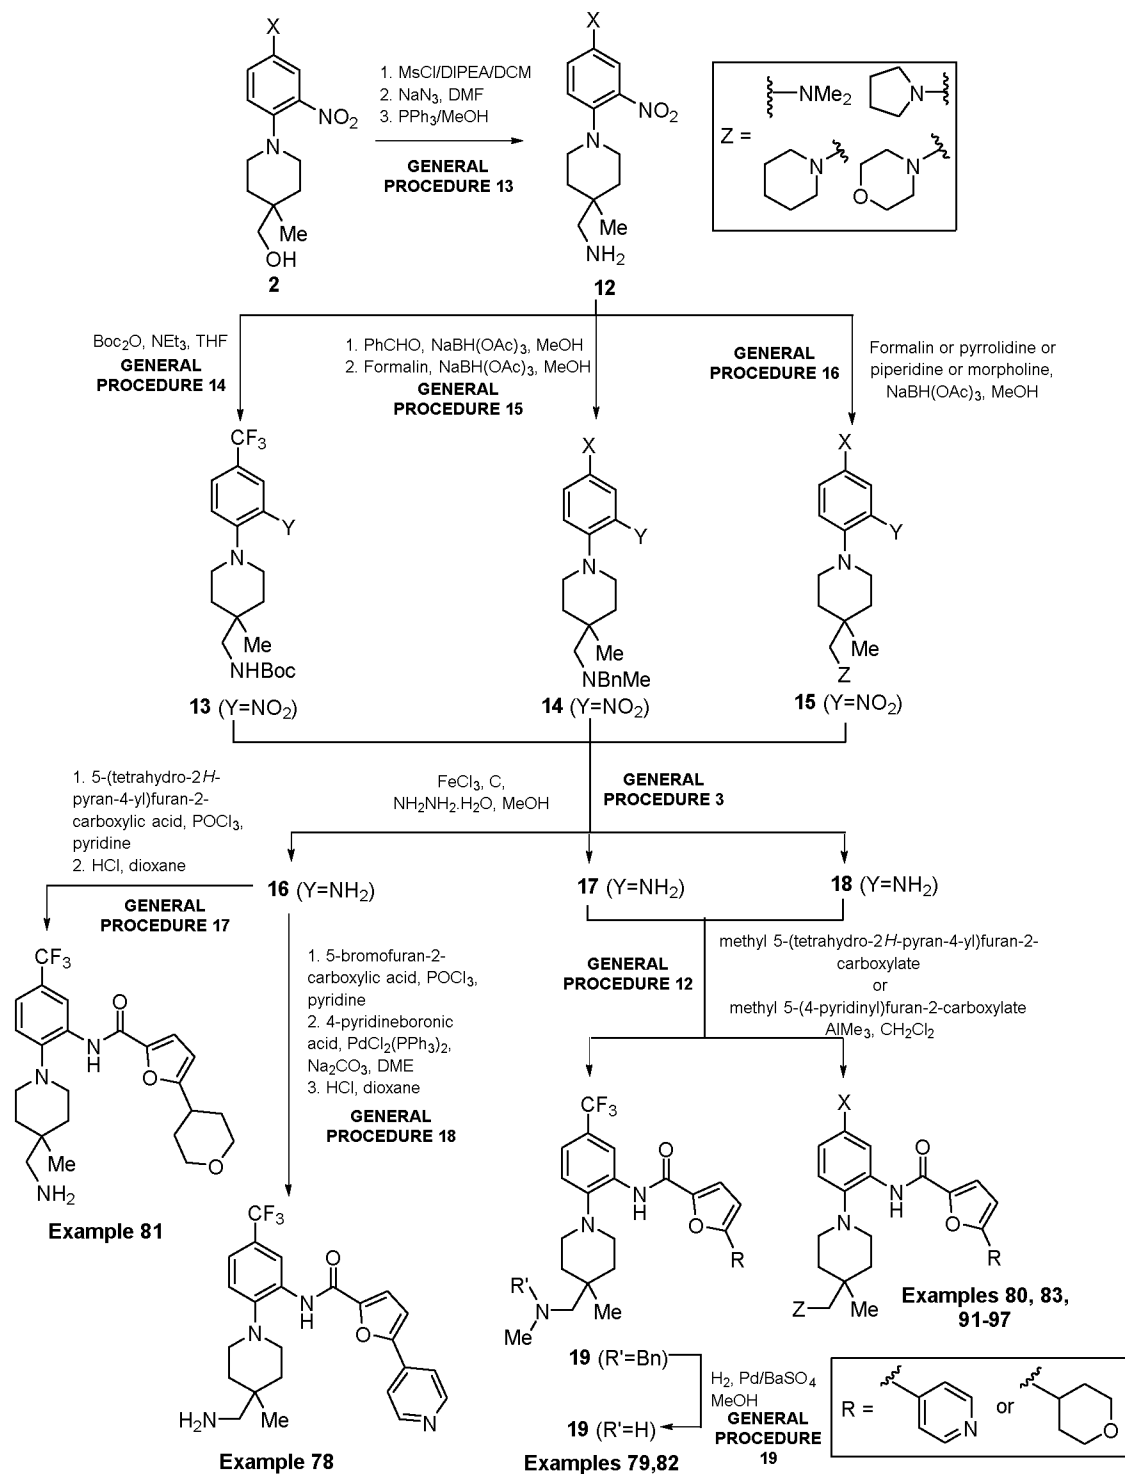 X
NO₂
N
Me
OH
2
1. MsCl/DIPEA/DCM
2. NaN₃, DMF
3. PPh₃/MeOH
GENERAL
PROCEDURE 13
X
NO₂
N
Me
NH₂
12
Z =
NMe₂
N
N
N
O
Boc₂O, NEt₃, THF
GENERAL
PROCEDURE 14
1. PhCHO, NaBH(OAc)₃, MeOH
2. Formalin, NaBH(OAc)₃, MeOH
GENERAL
PROCEDURE 15
GENERAL
PROCEDURE 16
Formalin or pyrrolidine or
piperidine or morpholine,
NaBH(OAc)₃, MeOH
CF₃
Y
N
Me
NHBoc
13 (Y=NO₂)
X
Y
N
Me
NBnMe
14 (Y=NO₂)
X
Y
N
Me
Z
15 (Y=NO₂)
1. 5-(tetrahydro-2H-
pyran-4-yl)furan-2-
carboxylic acid, POCl₃,
pyridine
2. HCl, dioxane
FeCl₃, C,
NH₂NH₂.H₂O, MeOH
GENERAL
PROCEDURE 3
16 (Y=NH₂)
17 (Y=NH₂)
18 (Y=NH₂)
GENERAL
PROCEDURE 17
CF₃
O
N
H
O
N
Me
O
NH₂
Example 81
1. 5-bromofuran-2-
carboxylic acid, POCl₃,
pyridine
2. 4-pyridineboronic
acid, PdCl₂(PPh₃)₂,
Na₂CO₃, DME
3. HCl, dioxane
GENERAL
PROCEDURE 18
GENERAL
PROCEDURE 12
methyl 5-(tetrahydro-2H-pyran-4-yl)furan-2-
carboxylate
or
methyl 5-(4-pyridinyl)furan-2-carboxylate
AlMe₃, CH₂Cl₂
CF₃
O
N
H
O
N
H₂N
Me
N
Example 78
CF₃
O
N
H
O
R
N
R'
N
Me
Me
19 (R'=Bn)
X
O
N
H
O
R
N
Z
Me
Examples 80, 83,
91-97
H₂, Pd/BaSO₄
MeOH
GENERAL
PROCEDURE
19
19 (R'=H)
Examples 79,82
R =
N
or
O